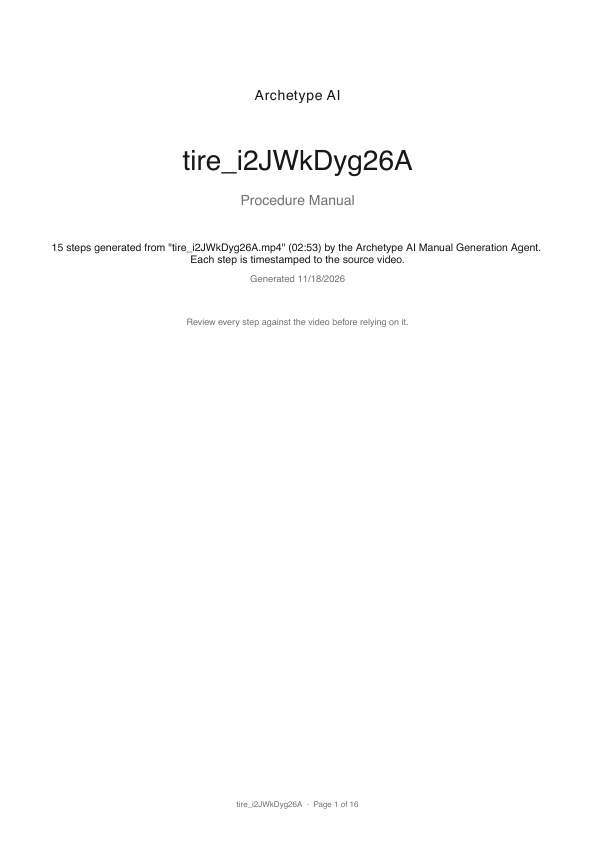 Archetype AI
tire_i2JWkDyg26A
Procedure Manual
15 steps generated from "tire_i2JWkDyg26A.mp4" (02:53) by the Archetype AI Manual Generation Agent.
Each step is timestamped to the source video.
Generated 11/18/2026
Review every step against the video before relying on it.
tire_i2JWkDyg26A · Page 1 of 16